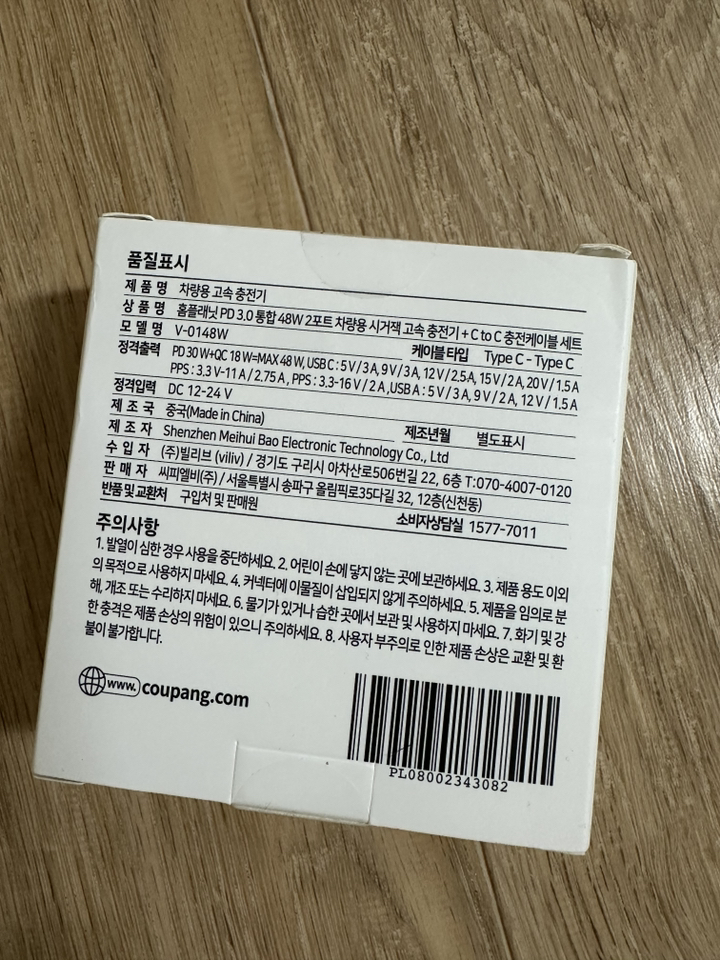 품질표시
제 품 명 차량용 고속 충전기
상 품 명 홈플래닛 PD 3.0 통합 48W 2포트 차량용 시거잭 고속 충전기 + C to C 충전케이블 세트
모 델 명 V-0148W 케이블 타입 Type C - Type C
정격출력 PD 30 W+QC 18 W=MAX 48 W, USB C : 5 V / 3 A, 9 V / 3 A, 12 V / 2.5 A, 15 V / 2 A, 20 V / 1.5 A
PPS : 3.3 V-11 A / 2.75 A , PPS : 3.3-16 V / 2 A ,USB A : 5 V / 3 A, 9 V / 2 A, 12 V / 1.5 A
정격입력 DC 12-24 V
제 조 국 중국(Made in China) 제조년월 별도표시
제 조 자 Shenzhen Meihui Bao Electronic Technology Co., Ltd
수 입 자 (주)빌리브 (viliv) / 경기도 구리시 아차산로506번길 22, 6층 T:070-4007-0120
판 매 자 씨피엘비(주) / 서울특별시 송파구 올림픽로35다길 32, 12층(신천동)
반품 및 교환처 구입처 및 판매원 소비자상담실 1577-7011
주의사항
1. 발열이 심한 경우 사용을 중단하세요. 2. 어린이 손에 닿지 않는 곳에 보관하세요. 3. 제품 용도 이외
의 목적으로 사용하지 마세요. 4. 커넥터에 이물질이 삽입되지 않게 주의하세요. 5. 제품을 임의로 분
해, 개조 또는 수리하지 마세요. 6. 물기가 있거나 습한 곳에서 보관 및 사용하지 마세요. 7. 화기 및 강
한 충격은 제품 손상의 위험이 있으니 주의하세요. 8. 사용자 부주의로 인한 제품 손상은 교환 및 환
불이 불가합니다.
www. coupang.com
PL08002343082